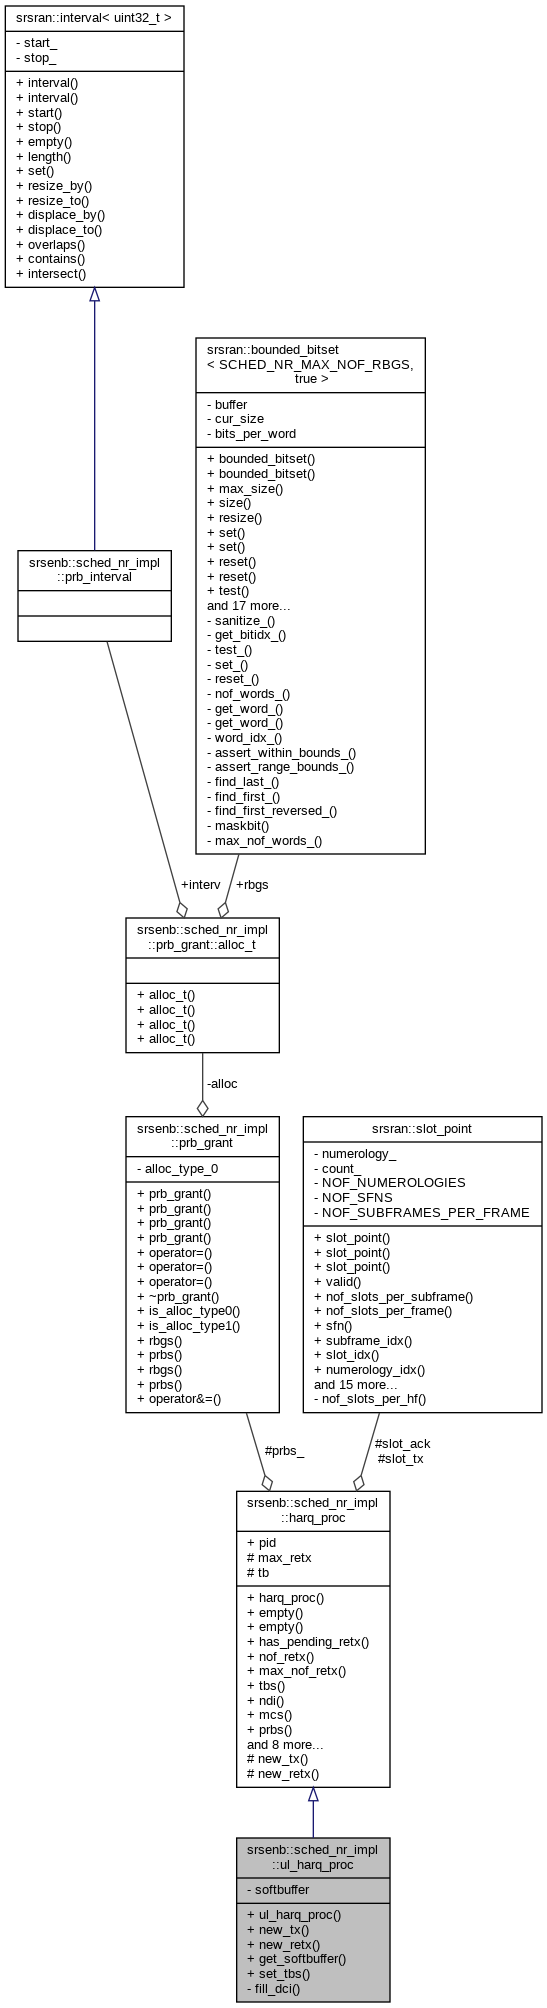 srsran::interval< uint32_t >
- start_
- stop_
+ interval()
+ interval()
+ start()
+ stop()
+ empty()
+ length()
+ set()
+ resize_by()
+ resize_to()
+ displace_by()
+ displace_to()
+ overlaps()
+ contains()
+ intersect()
srsran::bounded_bitset
< SCHED_NR_MAX_NOF_RBGS,
true >
- buffer
- cur_size
- bits_per_word
+ bounded_bitset()
+ bounded_bitset()
+ max_size()
+ size()
+ resize()
+ set()
+ set()
+ reset()
+ reset()
+ test()
and 17 more...
- sanitize_()
- get_bitidx_()
- test_()
- set_()
- reset_()
- nof_words_()
- get_word_()
- get_word_()
- word_idx_()
- assert_within_bounds_()
- assert_range_bounds_()
- find_last_()
- find_first_()
- find_first_reversed_()
- maskbit()
- max_nof_words_()
srsenb::sched_nr_impl
::prb_interval
+interv
+rbgs
srsenb::sched_nr_impl
::prb_grant::alloc_t
+ alloc_t()
+ alloc_t()
+ alloc_t()
+ alloc_t()
-alloc
srsenb::sched_nr_impl
::prb_grant
- alloc_type_0
+ prb_grant()
+ prb_grant()
+ prb_grant()
+ prb_grant()
+ operator=()
+ operator=()
+ operator=()
+ ~prb_grant()
+ is_alloc_type0()
+ is_alloc_type1()
+ rbgs()
+ prbs()
+ rbgs()
+ prbs()
+ operator&=()
srsran::slot_point
- numerology_
- count_
- NOF_NUMEROLOGIES
- NOF_SFNS
- NOF_SUBFRAMES_PER_FRAME
+ slot_point()
+ slot_point()
+ slot_point()
+ valid()
+ nof_slots_per_subframe()
+ nof_slots_per_frame()
+ sfn()
+ subframe_idx()
+ slot_idx()
+ numerology_idx()
and 15 more...
- nof_slots_per_hf()
#prbs_
#slot_ack
#slot_tx
srsenb::sched_nr_impl
::harq_proc
+ pid
# max_retx
# tb
+ harq_proc()
+ empty()
+ empty()
+ has_pending_retx()
+ nof_retx()
+ max_nof_retx()
+ tbs()
+ ndi()
+ mcs()
+ prbs()
and 8 more...
# new_tx()
# new_retx()
srsenb::sched_nr_impl
::ul_harq_proc
- softbuffer
+ ul_harq_proc()
+ new_tx()
+ new_retx()
+ get_softbuffer()
+ set_tbs()
- fill_dci()